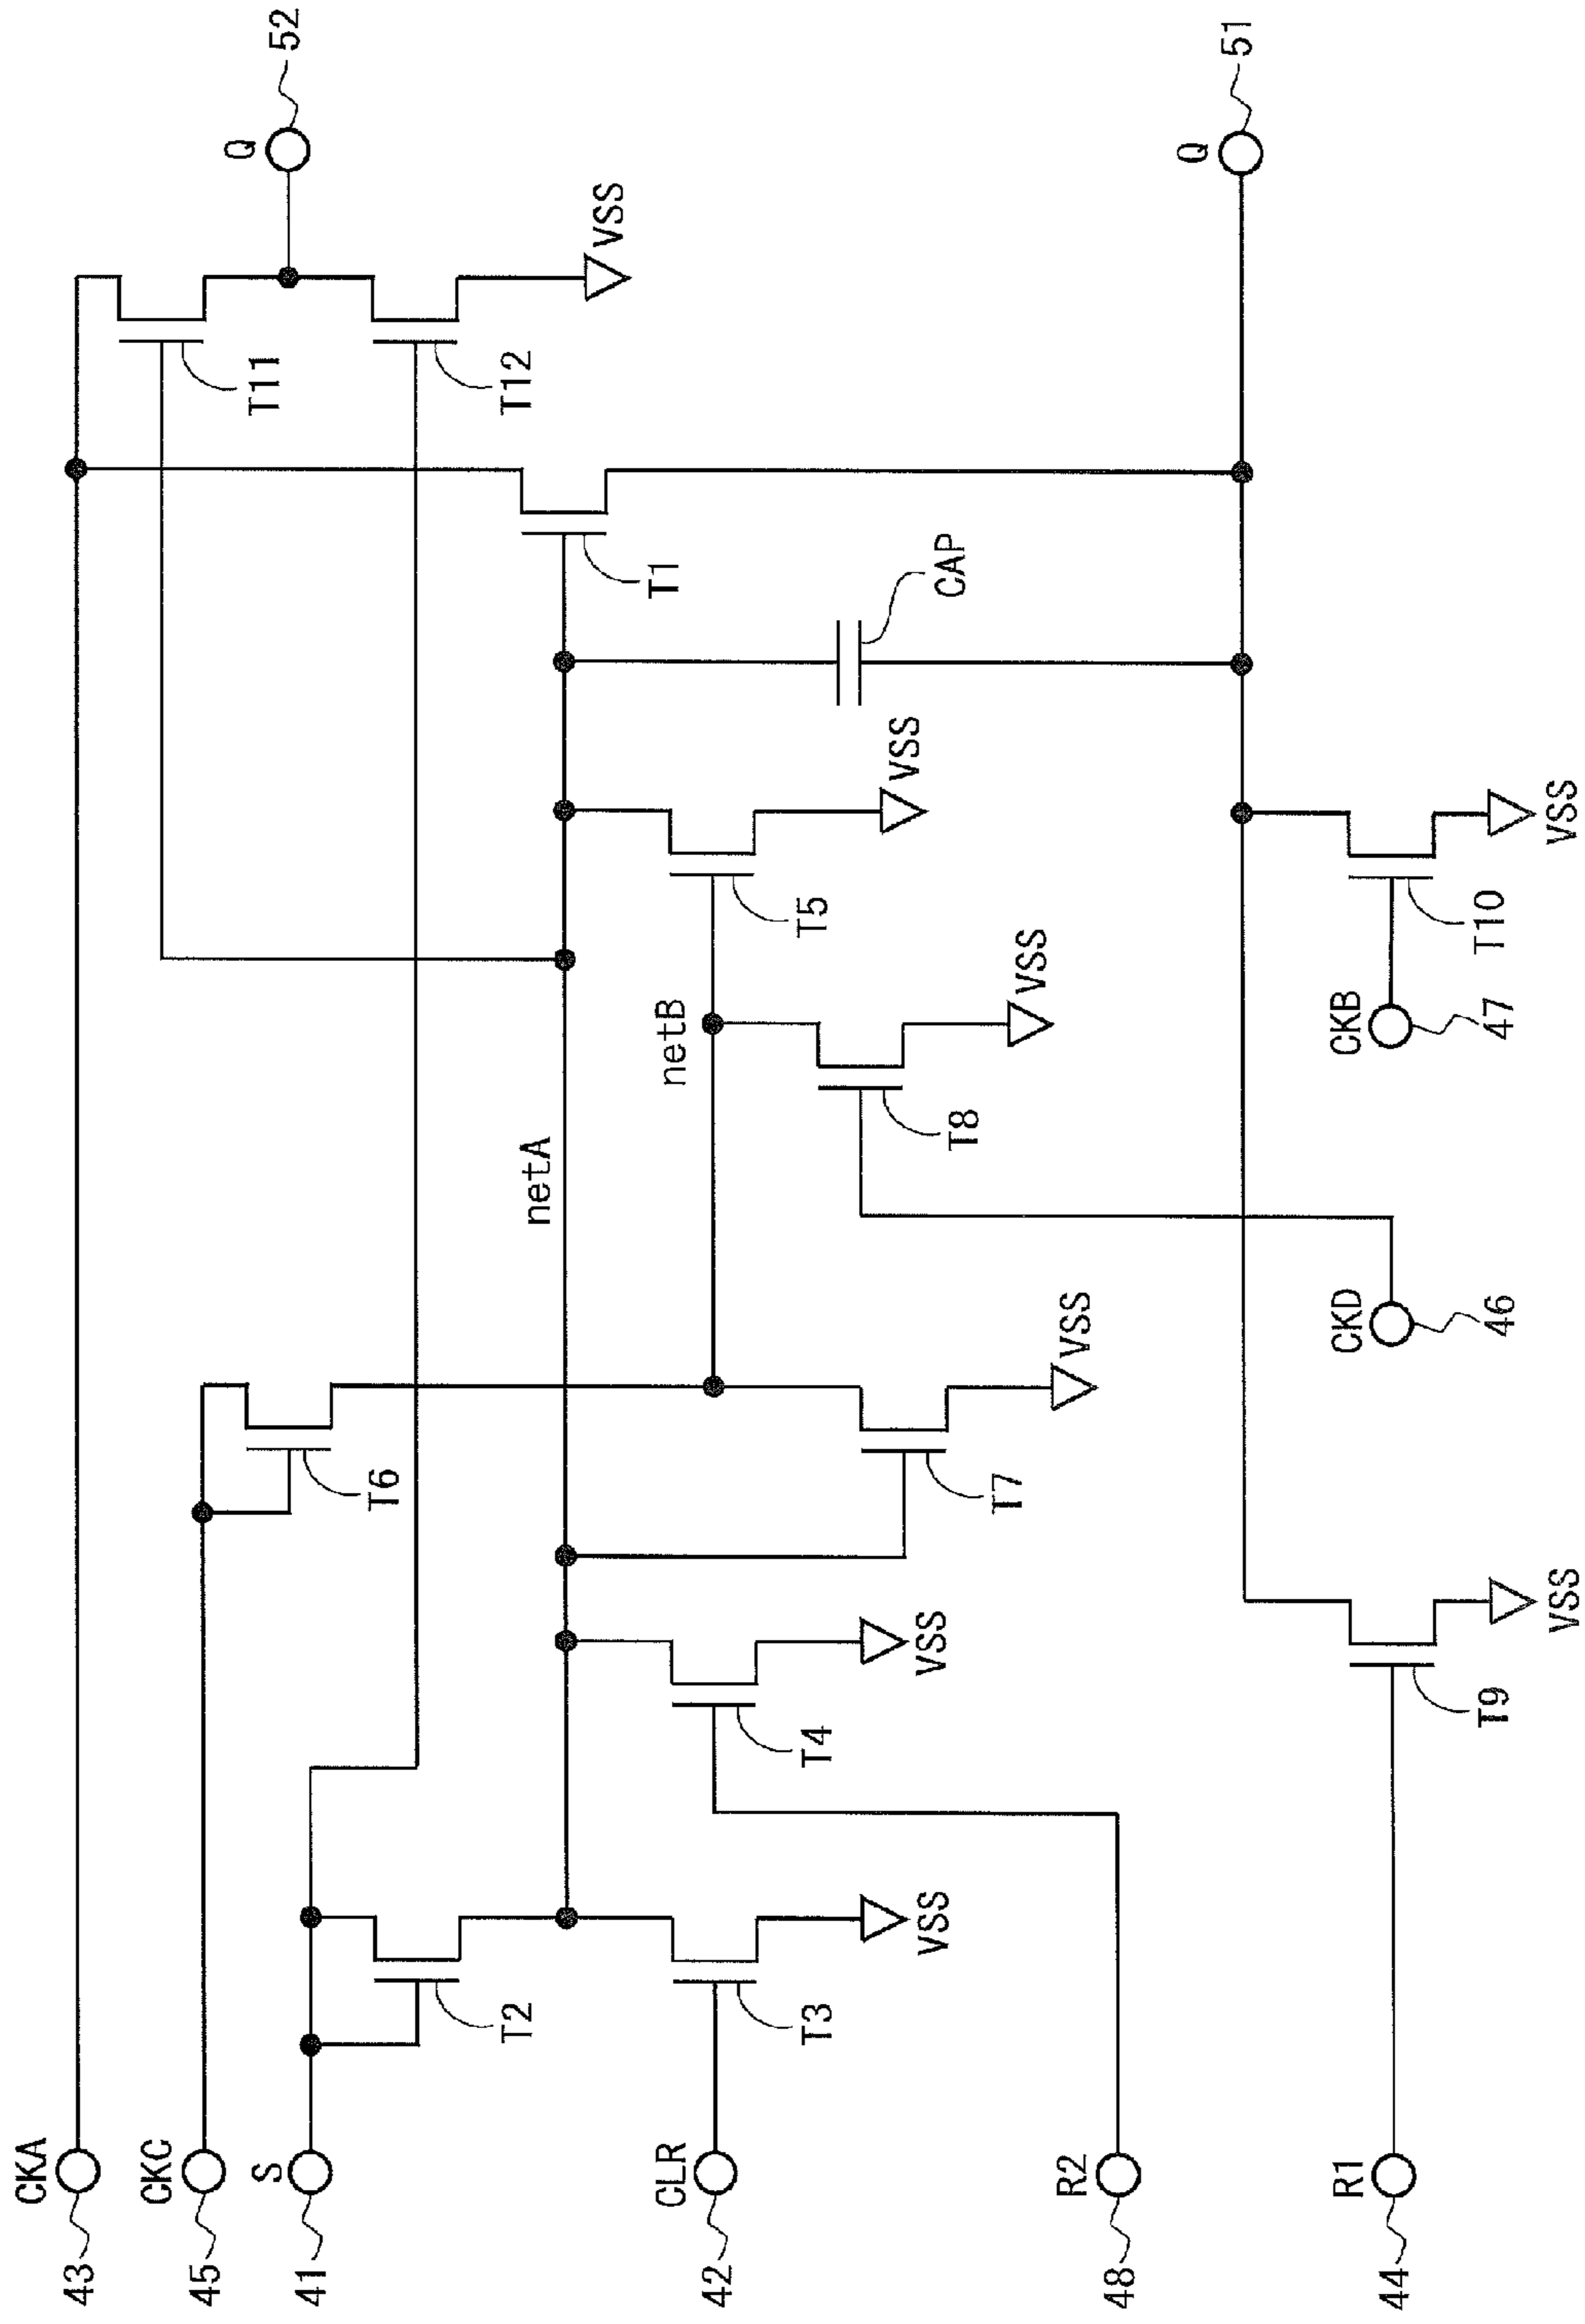 CKA
43
CKC
45
S
41
CLR
42
R2
48
R1
44
T2
T3
T4
T6
T7
T8
T5
T1
T9
T10
T11
T12
netA
netB
CAP
CKD
46
CKB
47
Q
52
Q
51
VSS
VSS
VSS
VSS
VSS
VSS
VSS
VSS